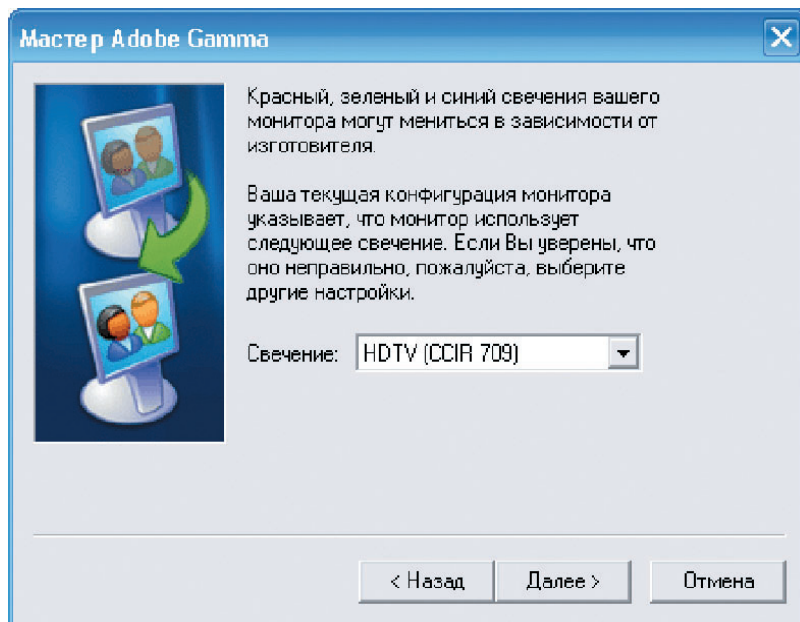 Мастер Adobe Gamma
Красный, зеленый и синий свечения вашего
монитора могут мениться в зависимости от
изготовителя.
Ваша текущая конфигурация монитора
указывает, что монитор использует
следующее свечение. Если Вы уверены, что
оно неправильно, пожалуйста, выберите
другие настройки.
Свечение: HDTV (CCIR 709)
< Назад Далее > Отмена